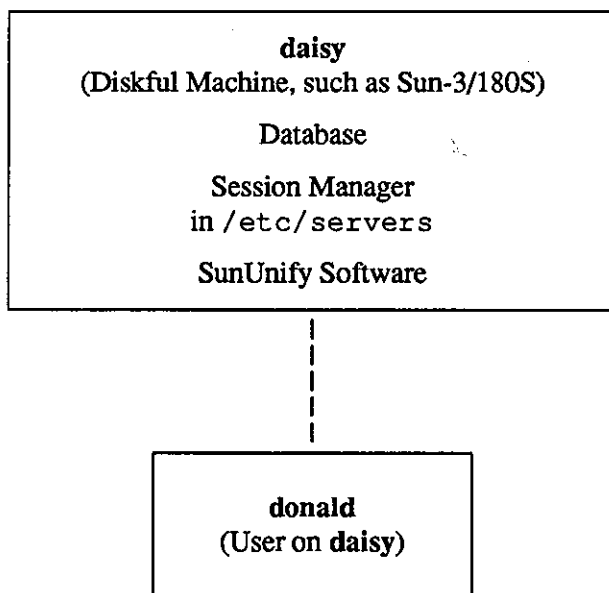 daisy
(Diskful Machine, such as Sun-3/180S)
Database
Session Manager
in /etc/servers
SunUnify Software
donald
(User on daisy)